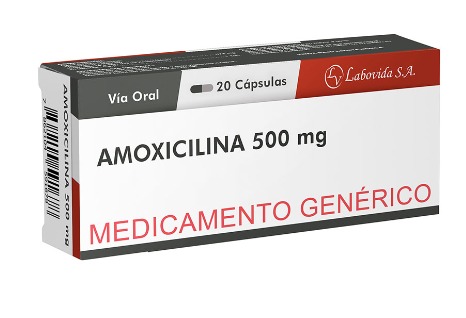 Vía Oral
20 Cápsulas
Labovida S.A.
AMOXICILINA 500 mg
MEDICAMENTO GENÉRICO
AMOXICILINA 500 mg